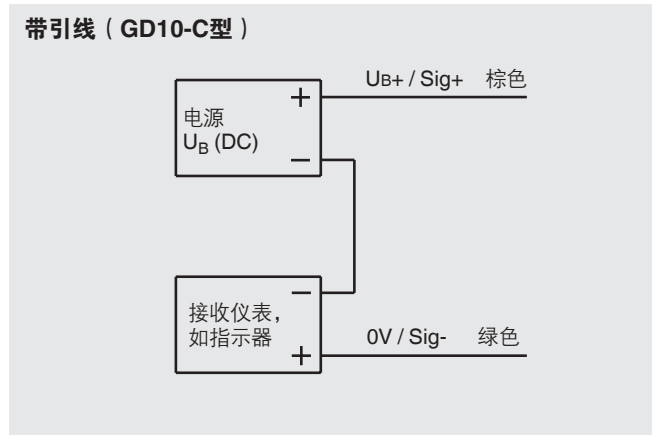 带引线（GD10-C型）
UB+ / Sig+ 棕色
+
电源
UB (DC)
−
−
接收仪表，
如指示器
+
0V / Sig- 绿色